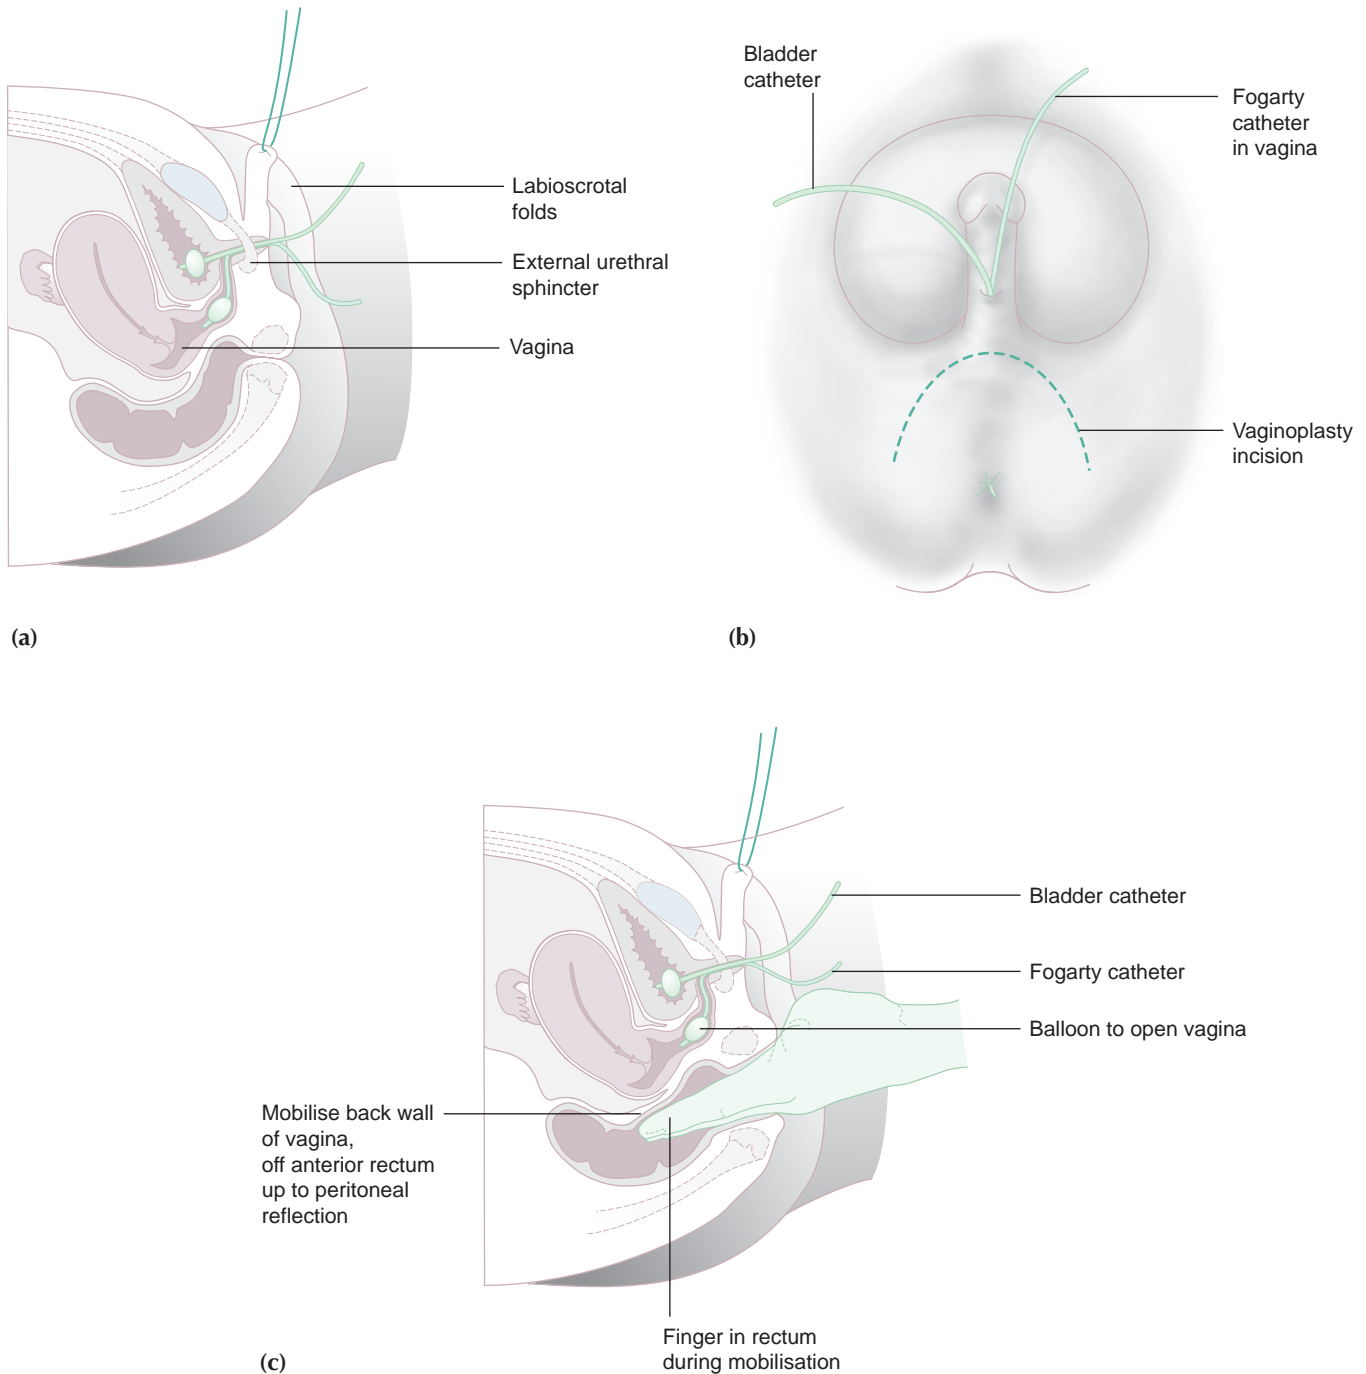 Labioscrotal
folds
External urethral
sphincter
Vagina
(a)
Bladder
catheter
Fogarty
catheter
in vagina
Vaginoplasty
incision
(b)
Bladder catheter
Fogarty catheter
Balloon to open vagina
Mobilise back wall
of vagina,
off anterior rectum
up to peritoneal
reflection
Finger in rectum
during mobilisation
(c)